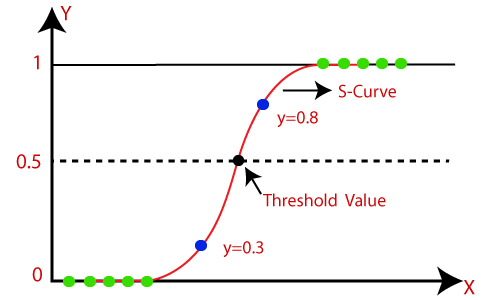 Y
1
S-Curve
y=0.8
0.5
Threshold Value
y=0.3
0
X